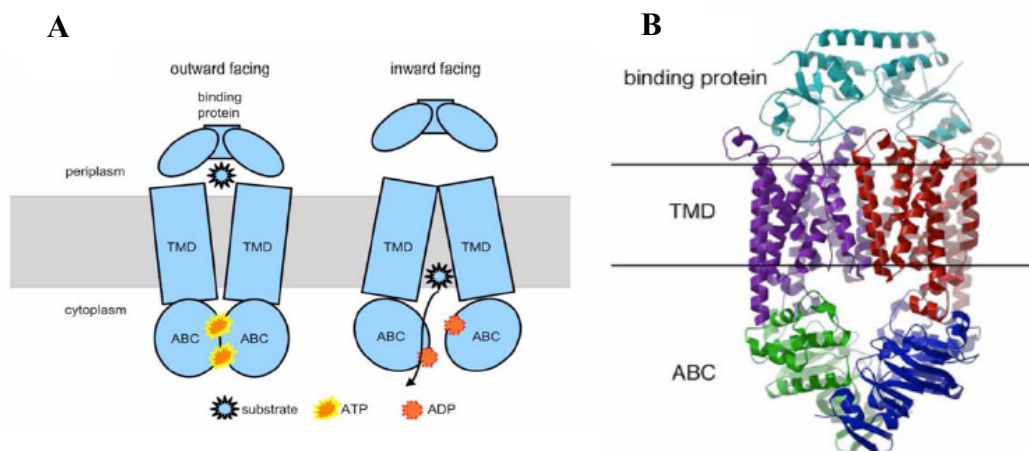 A
outward facing
inward facing
binding
protein
periplasm
TMD
TMD
TMD
TMD
cytoplasm
ABC
ABC
ABC
ABC
substrate
ATP
ADP
B
binding protein
TMD
ABC